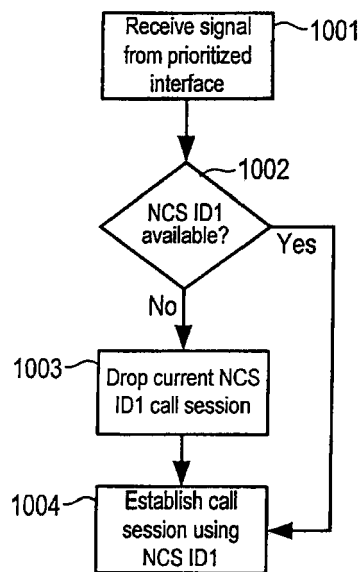 Receive signal
from prioritized
interface
1001
1002
NCS ID1
available?
Yes
No
1003
Drop current NCS
ID1 call session
1004
Establish call
session using
NCS ID1